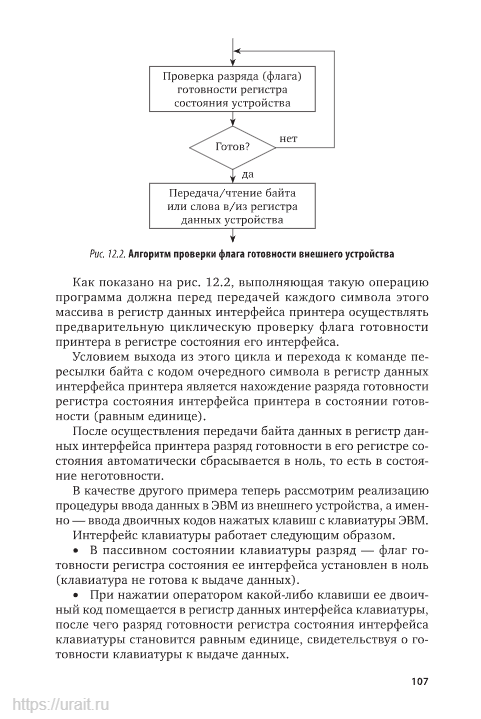 Проверка разряда (флага)
готовности регистра
состояния устройства
Готов?
нет
да
Передача/чтение байта
или слова в/из регистра
данных устройства
Рис. 12.2. Алгоритм проверки флага готовности внешнего устройства
Как показано на рис. 12.2, выполняющая такую операцию
программа должна перед передачей каждого символа этого
массива в регистр данных интерфейса принтера осуществлять
предварительную циклическую проверку флага готовности
принтера в регистре состояния его интерфейса.
Условием выхода из этого цикла и перехода к команде пе-
ресылки байта с кодом очередного символа в регистр данных
интерфейса принтера является нахождение разряда готовности
регистра состояния интерфейса принтера в состоянии готов-
ности (равным единице).
После осуществления передачи байта данных в регистр дан-
ных интерфейса принтера разряд готовности в его регистре со-
стояния автоматически сбрасывается в ноль, то есть в состоя-
ние неготовности.
В качестве другого примера теперь рассмотрим реализацию
процедуры ввода данных в ЭВМ из внешнего устройства, а имен-
но — ввода двоичных кодов нажатых клавиш с клавиатуры ЭВМ.
Интерфейс клавиатуры работает следующим образом.
• В пассивном состоянии клавиатуры разряд — флаг го-
товности регистра состояния ее интерфейса установлен в ноль
(клавиатура не готова к выдаче данных).
• При нажатии оператором какой-либо клавиши ее двоич-
ный код помещается в регистр данных интерфейса клавиатуры,
после чего разряд готовности регистра состояния интерфейса
клавиатуры становится равным единице, свидетельствуя о го-
товности клавиатуры к выдаче данных.
107
https://urait.ru